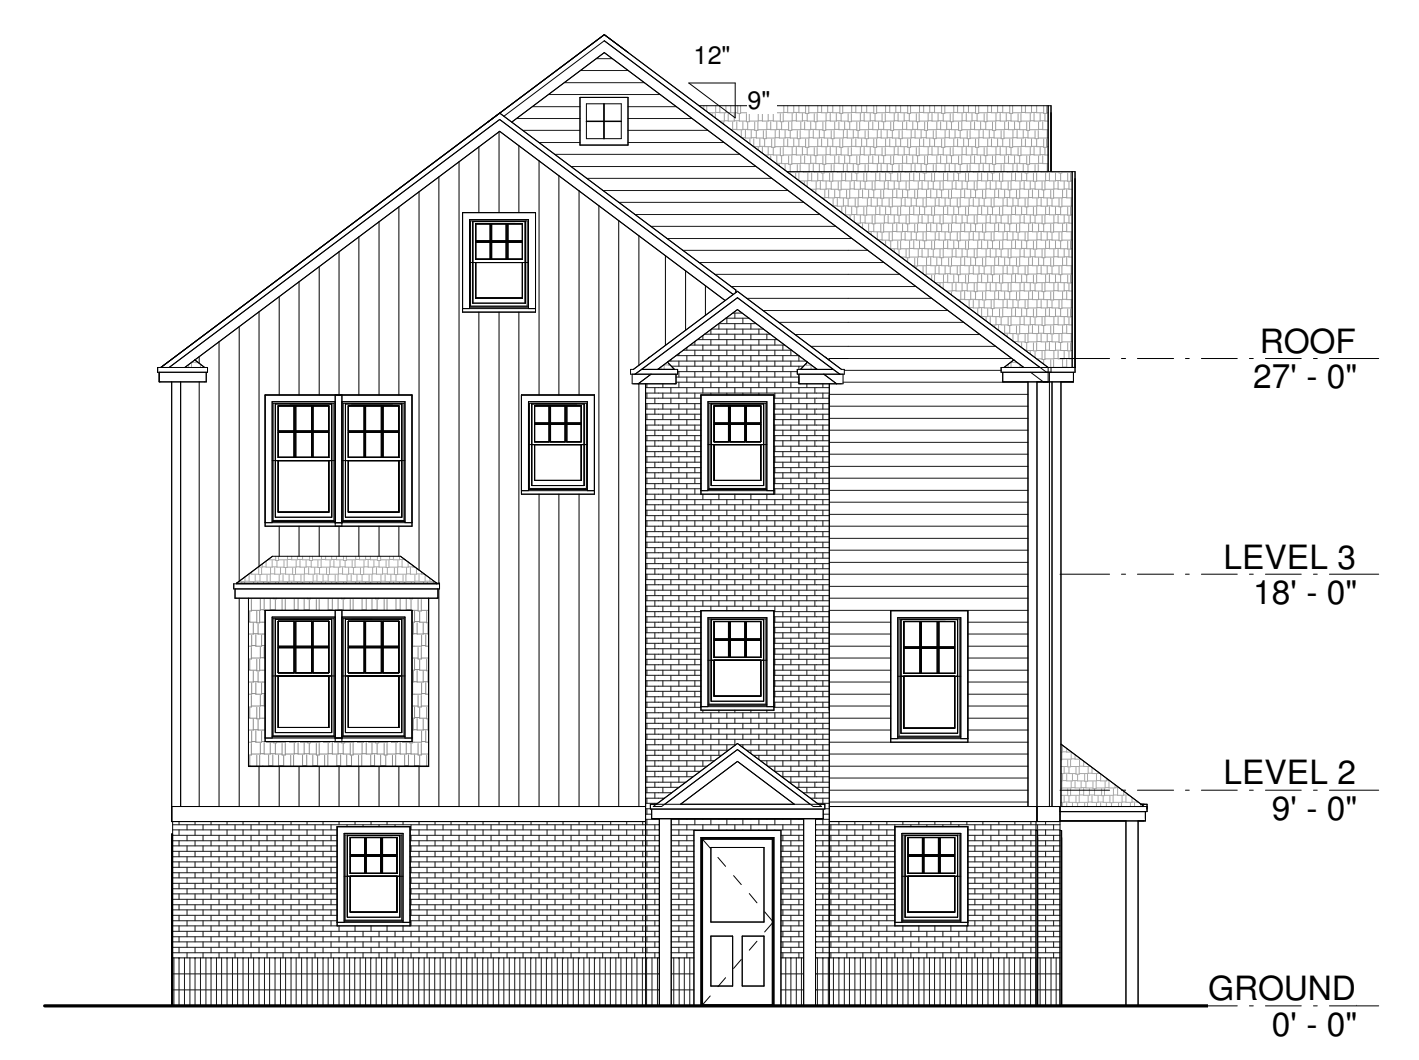 12"
9"
ROOF
27' - 0"
LEVEL 3
18' - 0"
LEVEL 2
9' - 0"
GROUND
0' - 0"